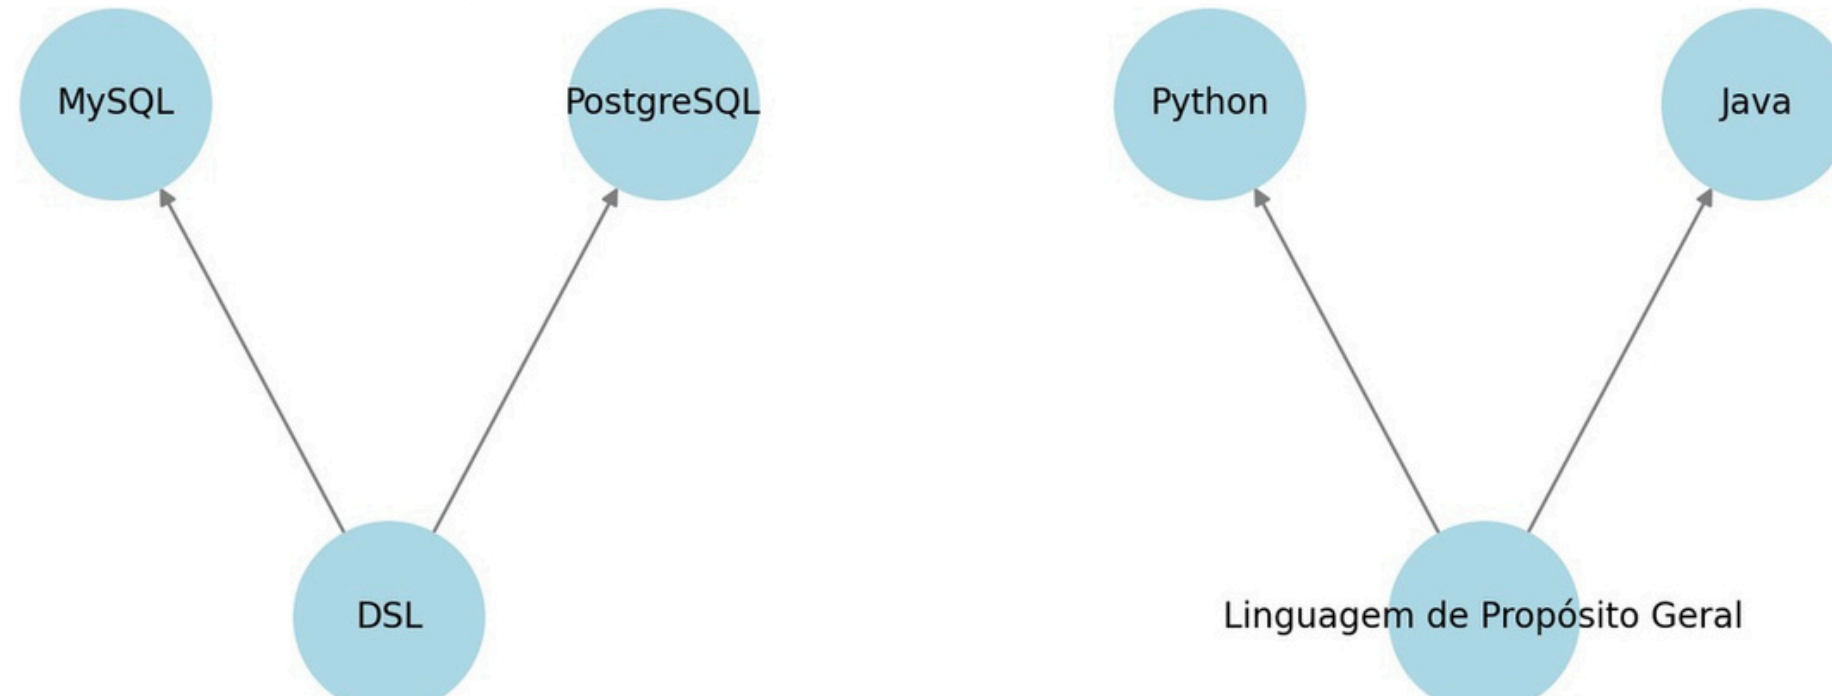 MySQL
PostgreSQL
Python
Java
DSL
Linguagem de Propósito Geral